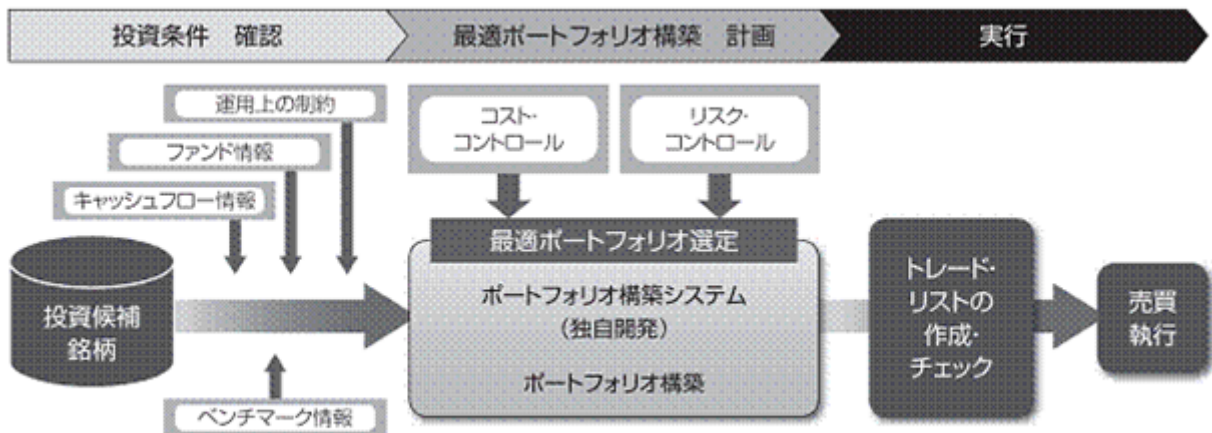 投資条件 確認
最適ポートフォリオ構築 計画
実行
運用上の制約
ファンド情報
キャッシュフロー情報
コスト・
コントロール
リスク・
コントロール
投資候補
銘柄
ベンチマーク情報
最適ポートフォリオ選定
ポートフォリオ構築システム
（独自開発）
ポートフォリオ構築
トレード・
リストの
作成・
チェック
売買
執行